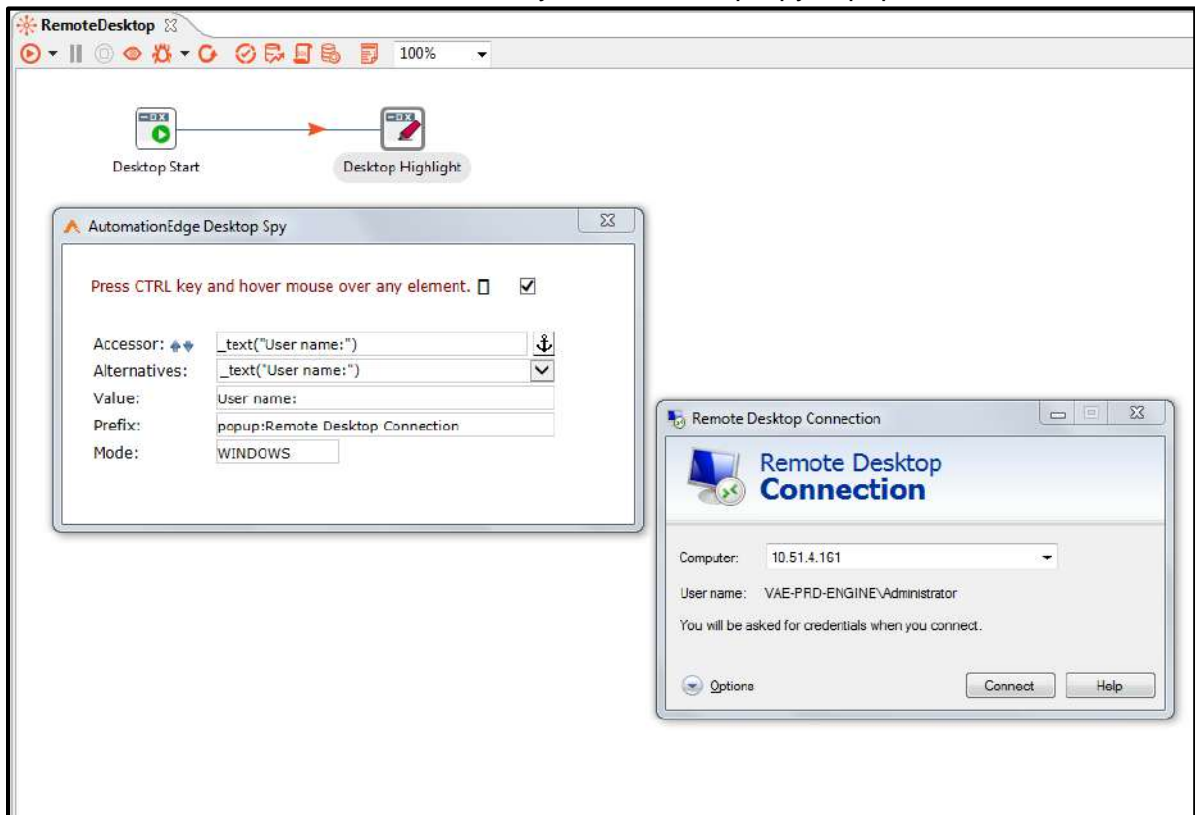 RemoteDesktop
100%
Desktop Start
Desktop Highlight
AutomationEdge Desktop Spy
Press CTRL key and hover mouse over any element.
Accessor: _text("User name:")
Alternatives: _text("User name:")
Value: User name:
Prefix: popup:Remote Desktop Connection
Mode: WINDOWS
Remote Desktop Connection
Remote Desktop
Connection
Computer: 10.51.4.161
User name: VAE-PRD-ENGINE\Administrator
You will be asked for credentials when you connect.
Options Connect Help